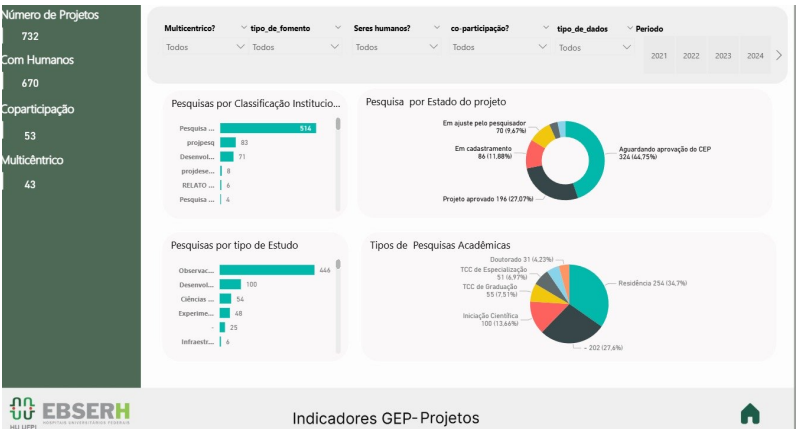 Número de Projetos
732
Com Humanos
670
Coparticipação
53
Multicêntrico
43
Multicentrico? tipo_de_fomento Seres humanos? co-participação? tipo_de_dados Período
Todos Todos Todos Todos Todos
2021 2022 2023 2024
Pesquisas por Classificação Institucio...
Pesquisa ... 514
projpesq 83
Desenvol... 71
projdese... 8
RELATO ... 6
Pesquisa ... 4
Pesquisa por Estado do projeto
Em ajuste pelo pesquisador
70 (9,67%)
Em cadastramento
86 (11,88%)
Aguardando aprovação do CEP
324 (44,75%)
Projeto aprovado 196 (27,07%)
Pesquisas por tipo de Estudo
Observac... 446
Desenvol... 100
Ciências ... 54
Experime... 48
- 25
Infraestr... 6
Tipos de Pesquisas Acadêmicas
Doutorado 31 (4,23%)
TCC de Especialização
51 (6,97%)
TCC de Graduação
55 (7,51%)
Iniciação Científica
100 (13,66%)
Residência 254 (34,7%)
- 202 (27,6%)
HU UFPI
EBSERH
HOSPITAIS UNIVERSITÁRIOS FEDERAIS
Indicadores GEP-Projetos